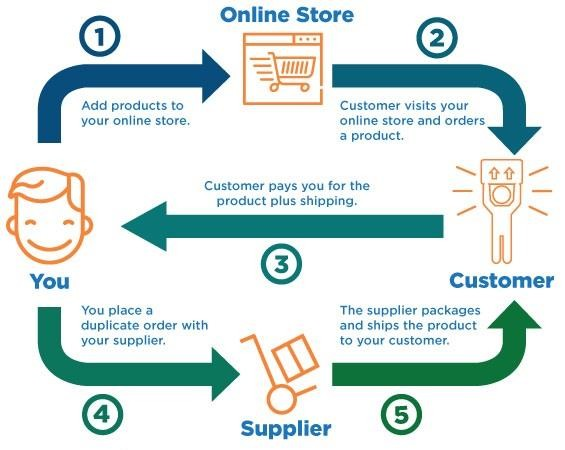 Online Store
1
2
Add products to
your online store.
Customer visits your
online store and orders
a product.
Customer pays you for the
product plus shipping.
3
You
Customer
You place a
duplicate order with
your supplier.
The supplier packages
and ships the product
to your customer.
4
Supplier
5